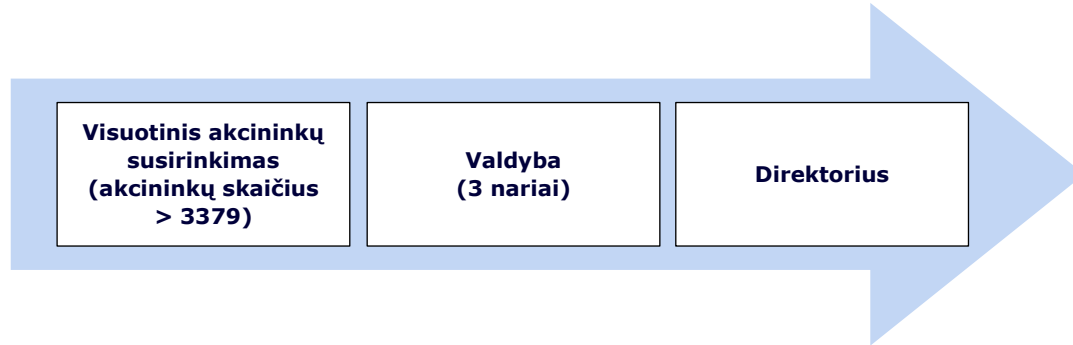 Visuotinis akcininkų
susirinkimas
(akcininkų skaičius
> 3379)
Valdyba
(3 nariai)
Direktorius